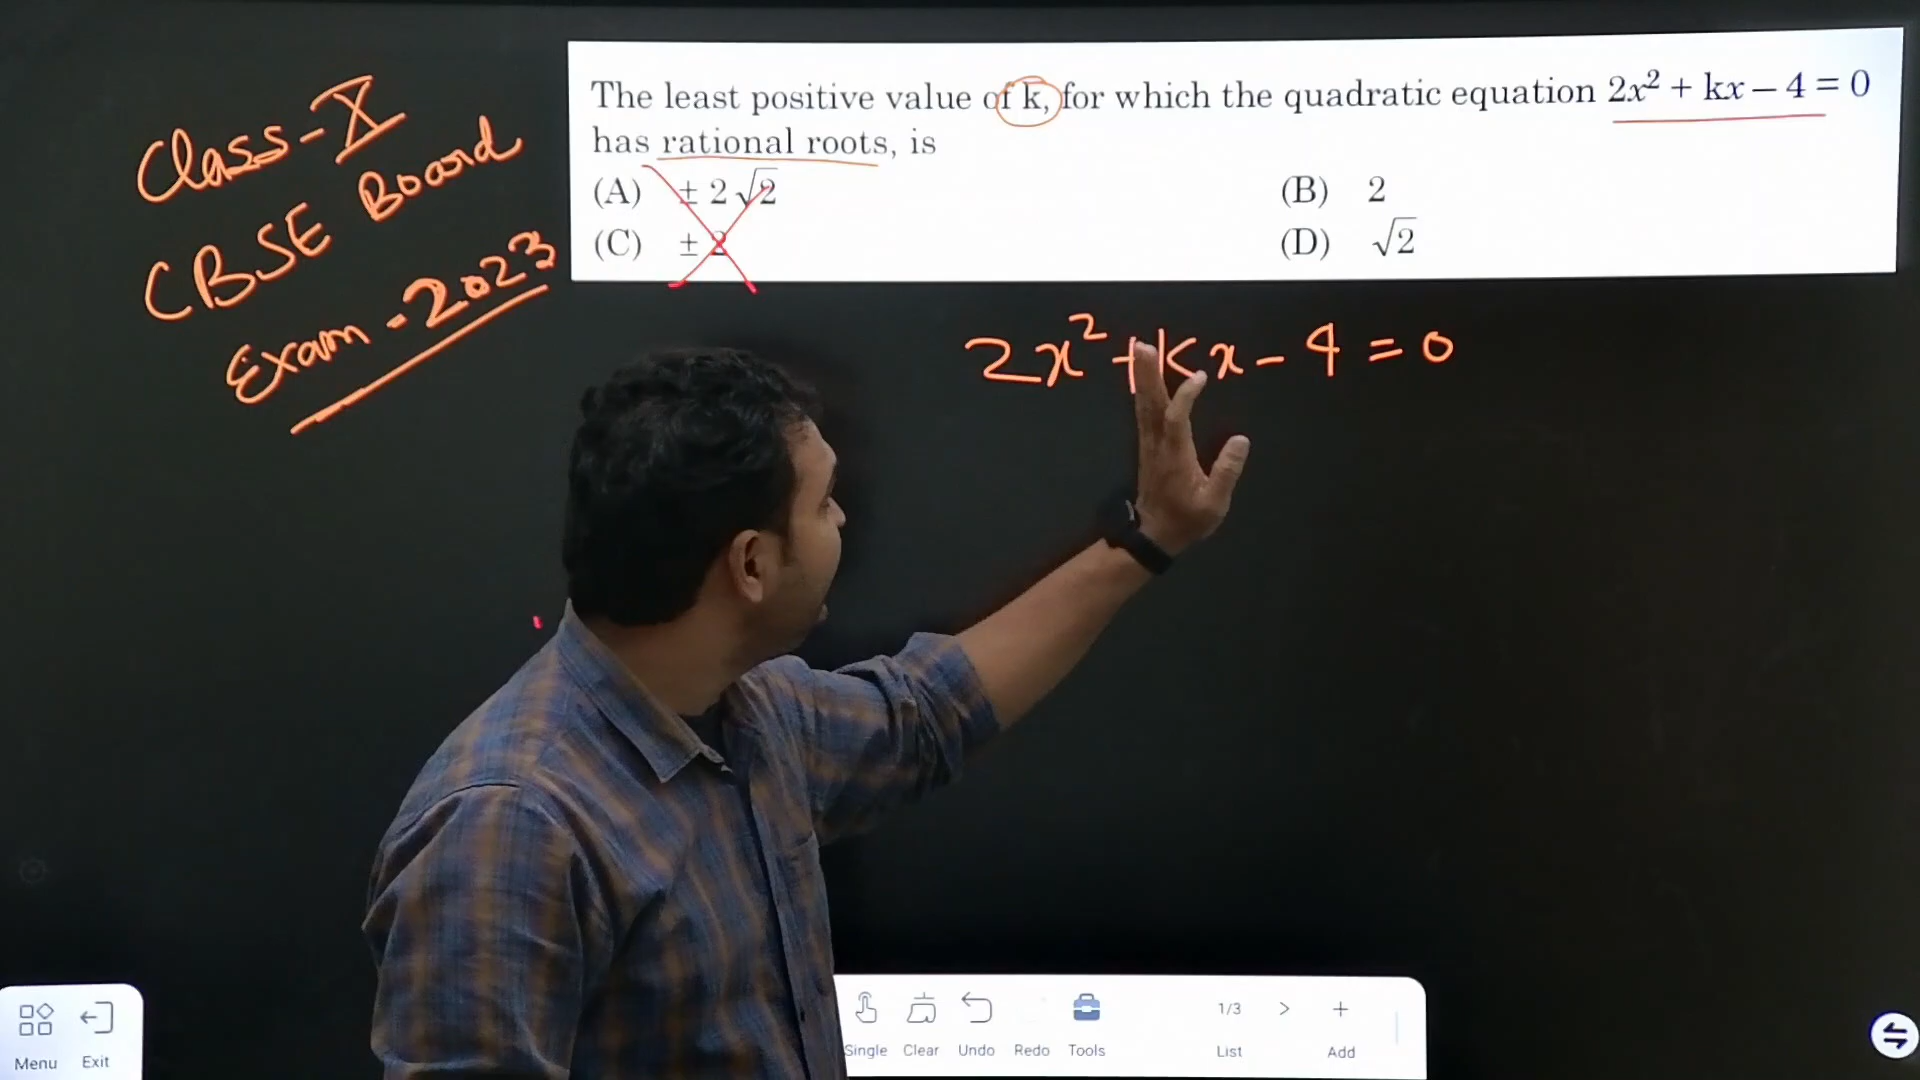 Class-X
CBSE Board
Exam-2023
The least positive value of k, for which the quadratic equation 2x² + kx – 4 = 0
has rational roots, is
(A) ± 2√2
(B) 2
(C) ± 2
(D) √2
2x² + kx - 4 = 0
Menu
Exit
Single
Clear
Undo
Redo
Tools
1/3
List
Add